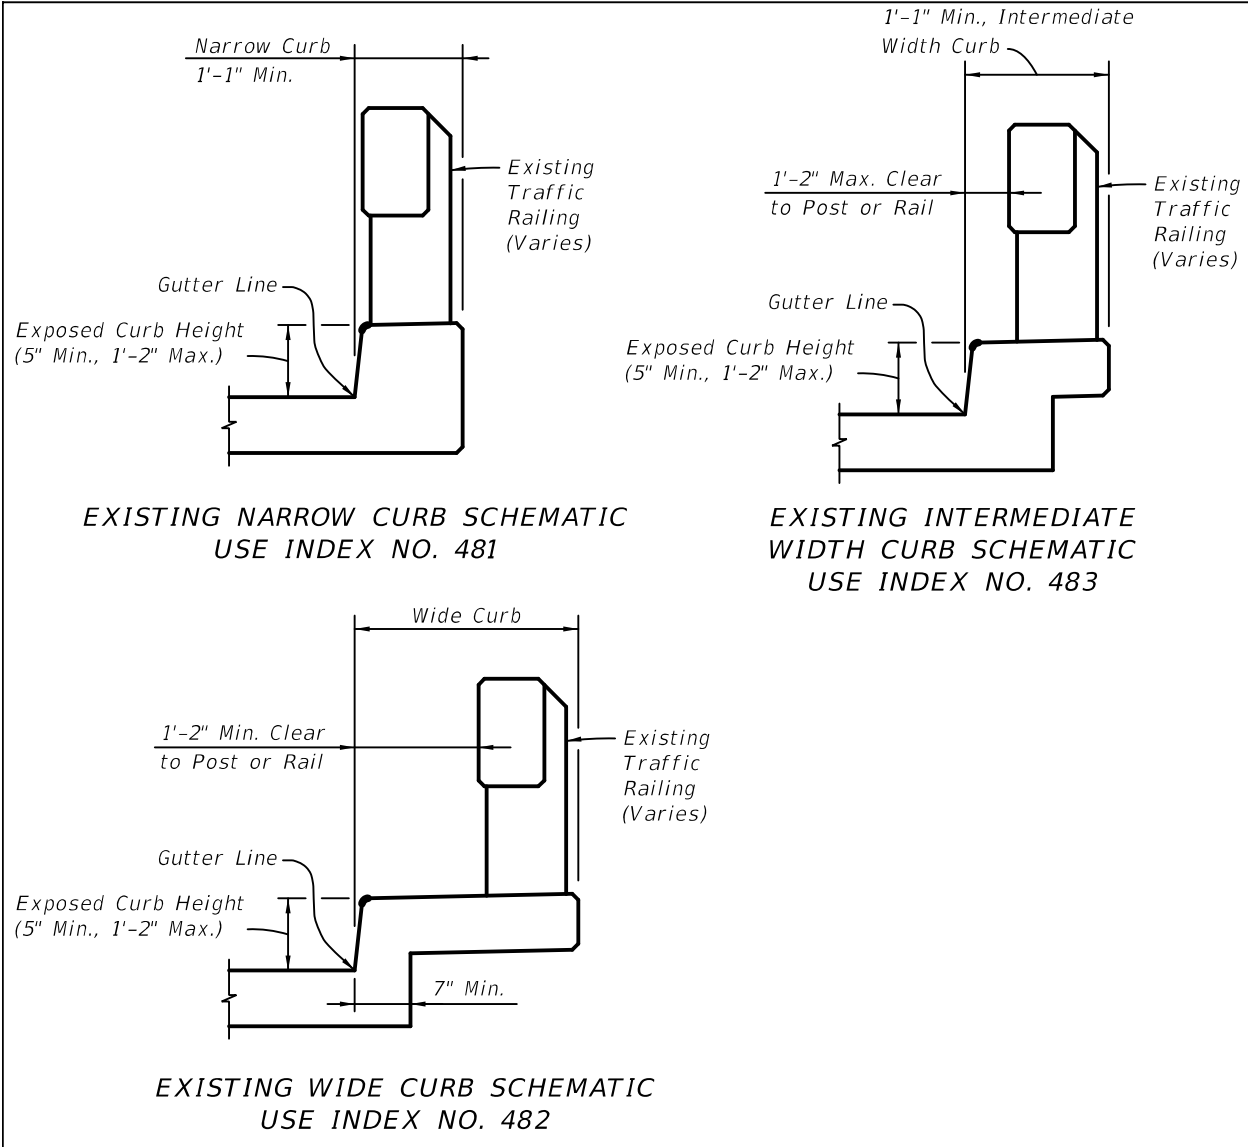 Narrow Curb
1'-1" Min.
Existing
Traffic
Railing
(Varies)
Gutter Line
Exposed Curb Height
(5" Min., 1'-2" Max.)
EXISTING NARROW CURB SCHEMATIC
USE INDEX NO. 481
1'-1" Min., Intermediate
Width Curb
1'-2" Max. Clear
to Post or Rail
Existing
Traffic
Railing
(Varies)
Gutter Line
Exposed Curb Height
(5" Min., 1'-2" Max.)
EXISTING INTERMEDIATE
WIDTH CURB SCHEMATIC
USE INDEX NO. 483
Wide Curb
1'-2" Min. Clear
to Post or Rail
Existing
Traffic
Railing
(Varies)
Gutter Line
Exposed Curb Height
(5" Min., 1'-2" Max.)
7" Min.
EXISTING WIDE CURB SCHEMATIC
USE INDEX NO. 482